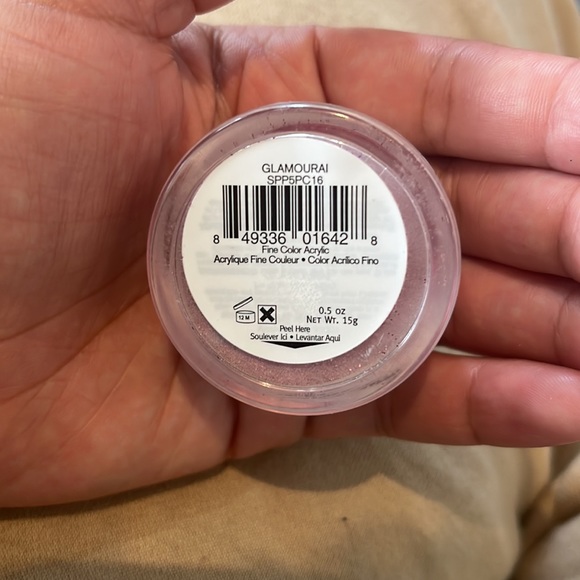 GLAMOURAI
SPP5PC16
8 49336 01642 8
Fine Color Acrylic
Acrylique Fine Couleur • Color Acrílico Fino
12 M
0.5 oz
NET WT. 15g
Peel Here
Soulever Ici • Levantar Aqui